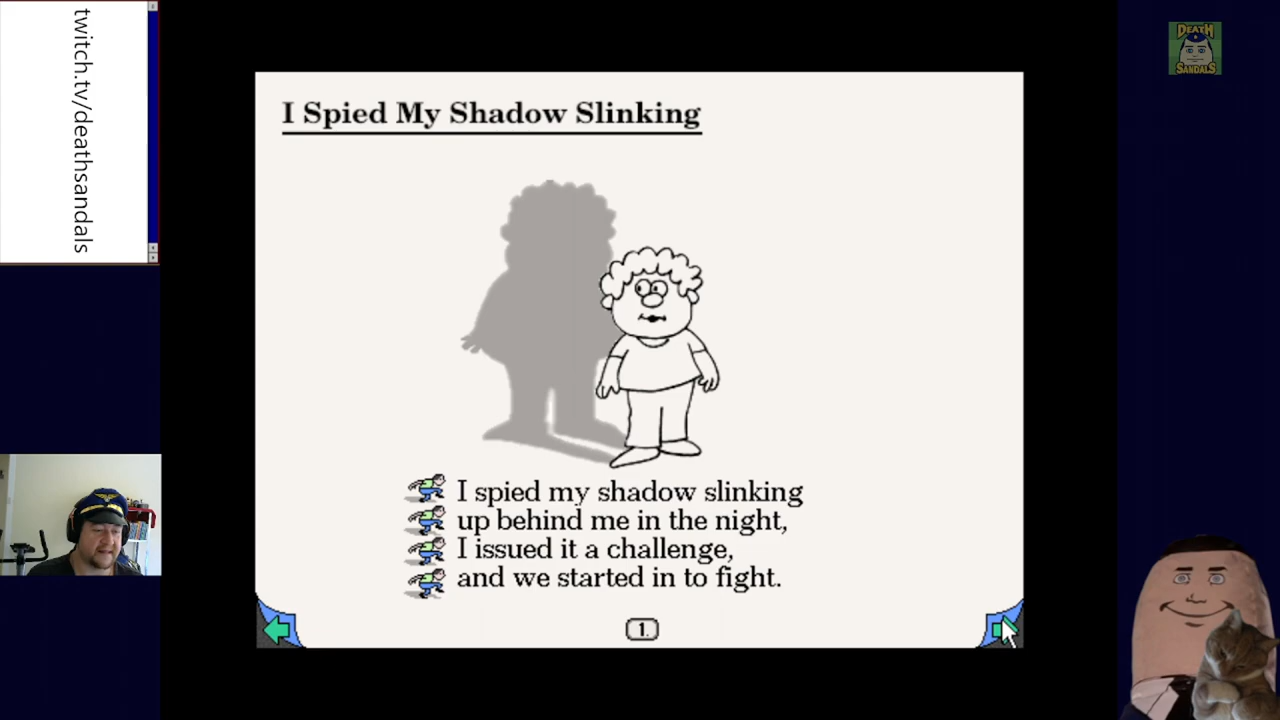 twitch.tv/deathsandals
DEATH
SANDALS
I Spied My Shadow Slinking
I spied my shadow slinking
up behind me in the night,
I issued it a challenge,
and we started in to fight.
1.